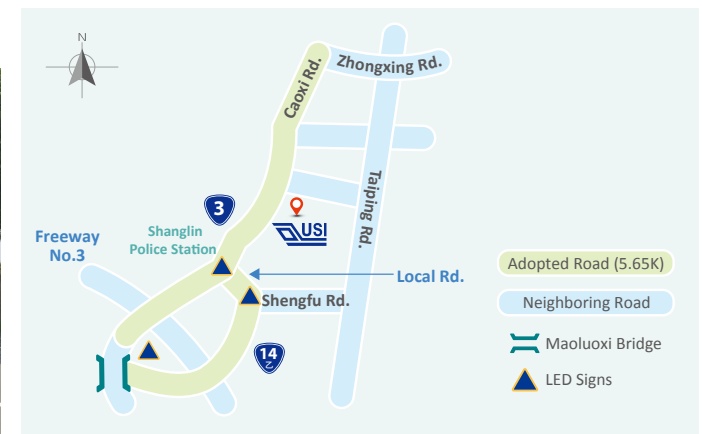 N
Zhongxing Rd.
Caoxi Rd.
Taiping Rd.
3
USI
Shanglin
Police Station
Freeway
No.3
Local Rd.
Shengfu Rd.
14
乙
Adopted Road (5.65K)
Neighboring Road
Maoluoxi Bridge
LED Signs